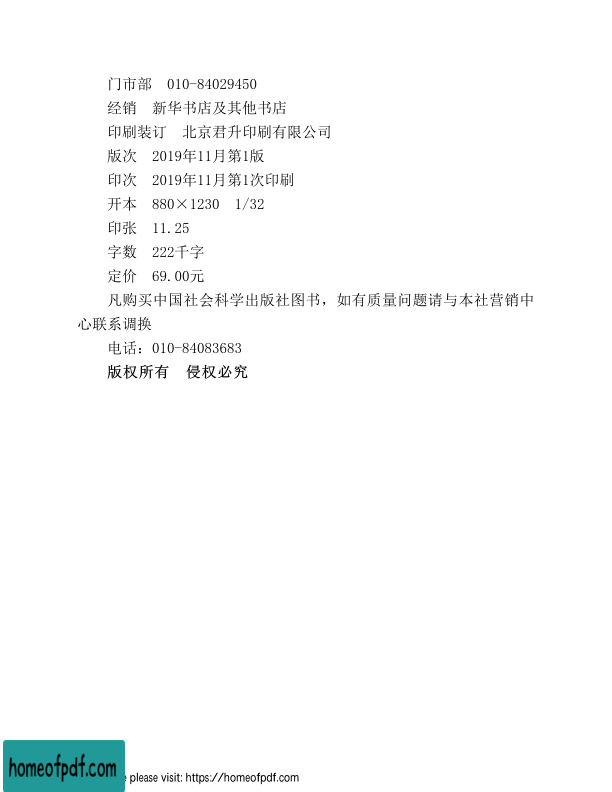 门市部　010-84029450
经销　新华书店及其他书店
印刷装订　北京君升印刷有限公司
版次　2019年11月第1版
印次　2019年11月第1次印刷
开本　880×1230　1/32
印张　11.25
字数　222千字
定价　69.00元
凡购买中国社会科学出版社图书，如有质量问题请与本社营销中
心联系调换
电话：010-84083683
版权所有　侵权必究
homeofpdf.com
please visit: https://homeofpdf.com